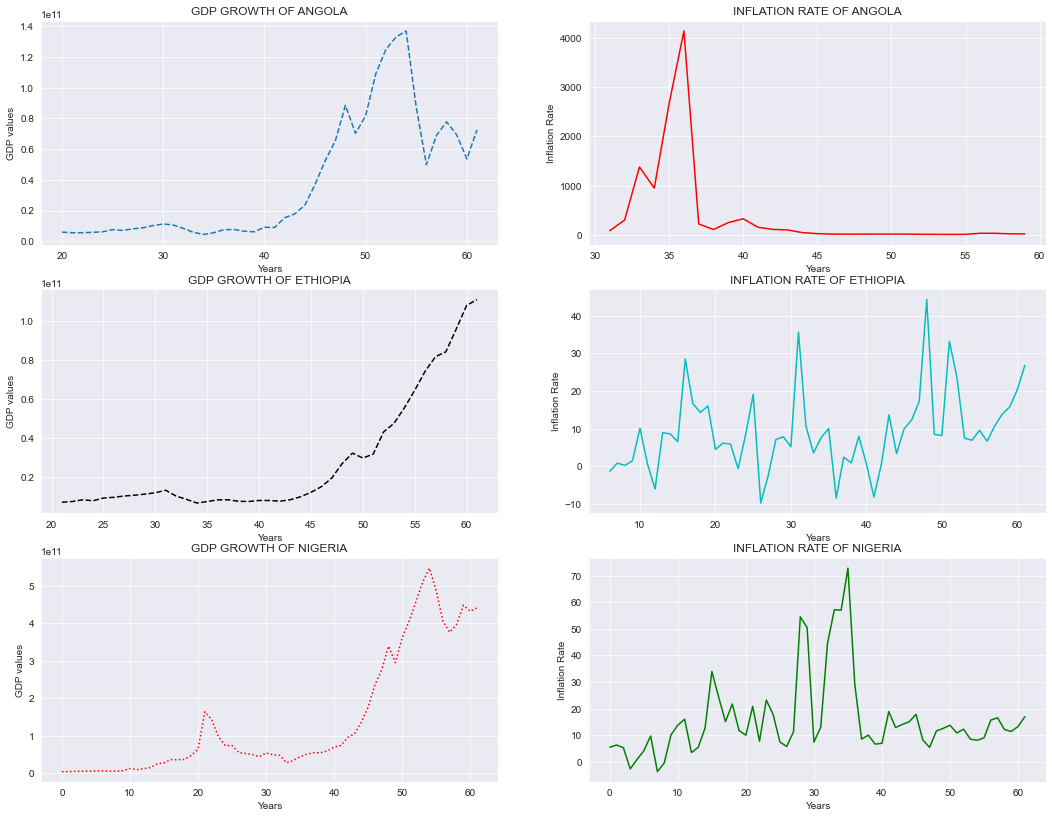 GDP GROWTH OF ANGOLA
1e11
1.4
1.2
1.0
0.8
0.6
0.4
0.2
0.0
GDP values
20 30 40 50 60
Years
INFLATION RATE OF ANGOLA
4000
3000
2000
1000
0
Inflation Rate
30 35 40 45 50 55 59
Years
GDP GROWTH OF ETHIOPIA
1e11
1.0
0.8
0.6
0.4
0.2
GDP values
20 25 30 35 40 45 50 55 60
Years
INFLATION RATE OF ETHIOPIA
40
30
20
10
0
−10
Inflation Rate
10 20 30 40 50 60
Years
GDP GROWTH OF NIGERIA
1e11
5
4
3
2
1
0
GDP values
0 10 20 30 40 50 60
Years
INFLATION RATE OF NIGERIA
70
60
50
40
30
20
10
0
Inflation Rate
0 10 20 30 40 50 60
Years